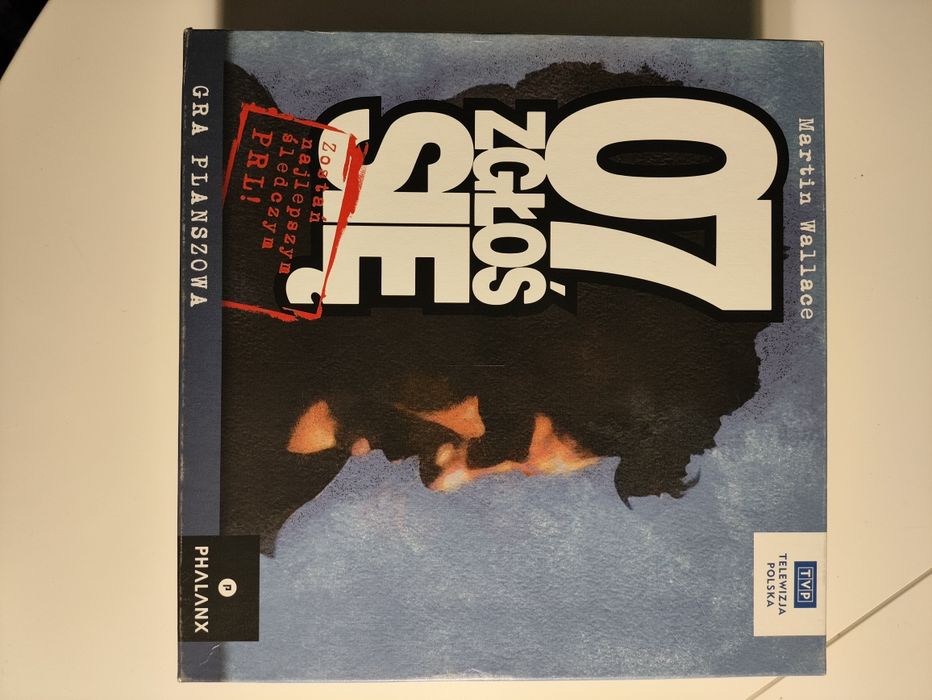 Martin Wallace
07
ZGŁOŚ
SIĘ
Zostań
najlepszym
śledczym
PRL!
GRA PLANSZOWA
TVP
TELEWIZJA
POLSKA
PHALANX